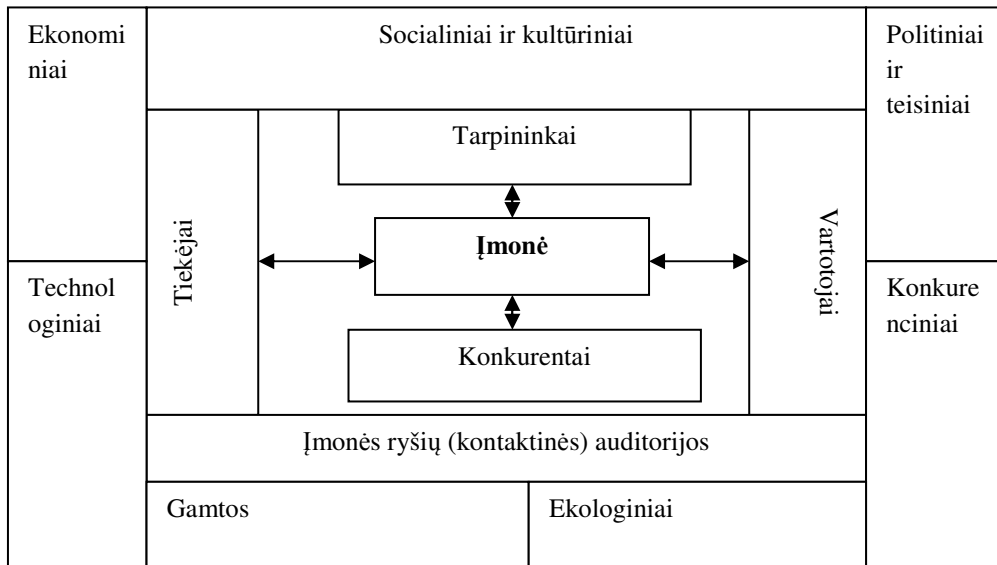 Ekonomi
niai
Socialiniai ir kultūriniai
Politiniai
ir
teisiniai
Tarpininkai
Tiekėjai
Įmonė
Vartotojai
Technol
oginiai
Konkure
nciniai
Konkurentai
Įmonės ryšių (kontaktinės) auditorijos
Gamtos
Ekologiniai